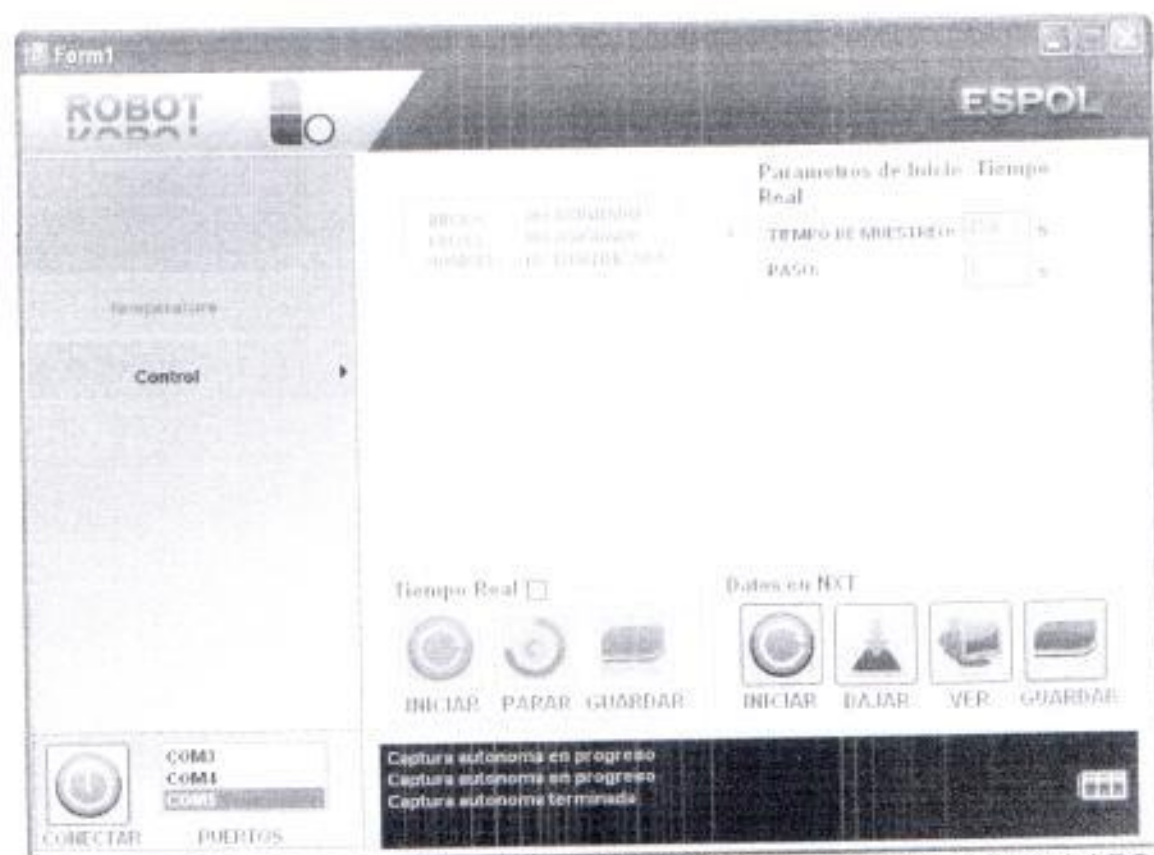 Form1
ROBOT
ESPOL
Parametros de Inicio Tiempo
Real
TIEMPO DE MUESTREO:
s
PASO:
s
Temperature
Control
Tiempo Real
INICIAR PARAR GUARDAR
Datos en NXT
INICIAR BAJAR VER GUARDAR
COM3
COM4
CONECTAR
PUERTOS
Captura autonoma en progreso
Captura autonoma en progreso
Captura autonoma terminada